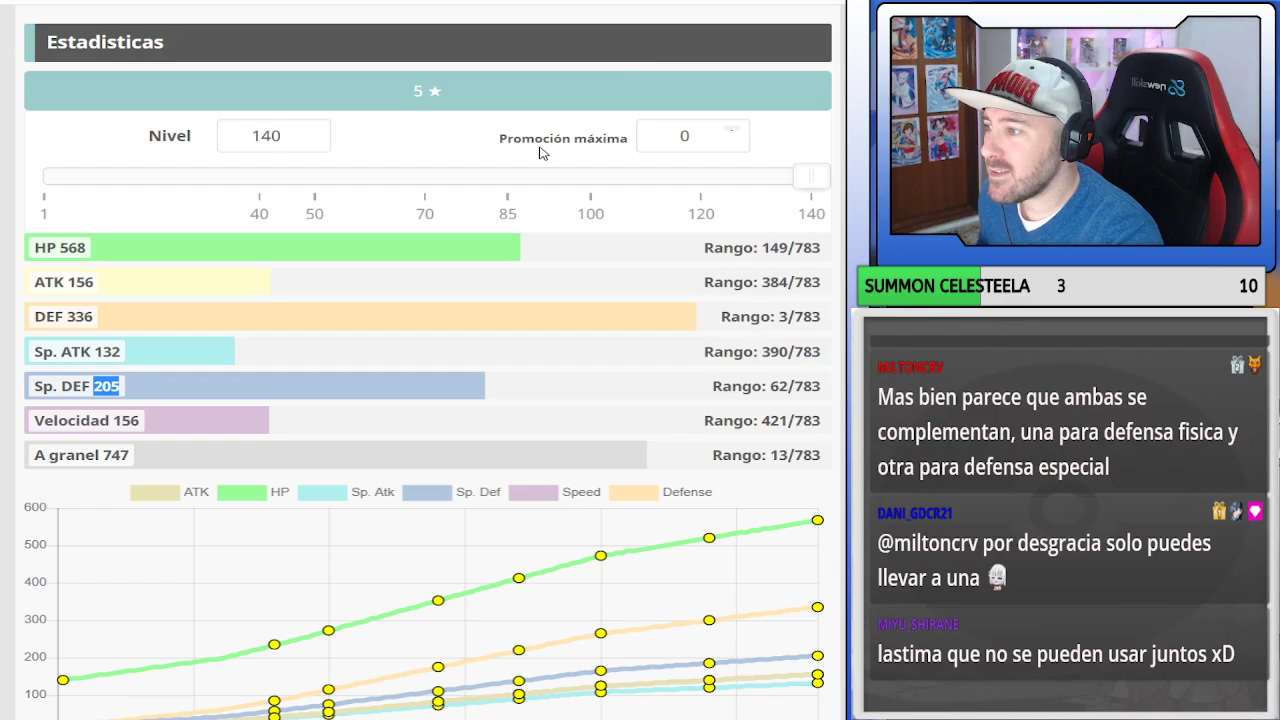 Estadisticas
5 ★
Nivel 140 Promoción máxima 0
1 40 50 70 85 100 120 140
HP 568 Rango: 149/783
ATK 156 Rango: 384/783
DEF 336 Rango: 3/783
Sp. ATK 132 Rango: 390/783
Sp. DEF 205 Rango: 62/783
Velocidad 156 Rango: 421/783
A granel 747 Rango: 13/783
ATK HP Sp. Atk Sp. Def Speed Defense
600
500
400
300
200
100
newskill
SUMMON CELESTEELA 3 10
MILTONCRV
Mas bien parece que ambas se
complementan, una para defensa fisica y
otra para defensa especial
DANI_GDCR21
@miltoncrv por desgracia solo puedes
llevar a una
MIYU_SHIRANE
lastima que no se pueden usar juntos xD